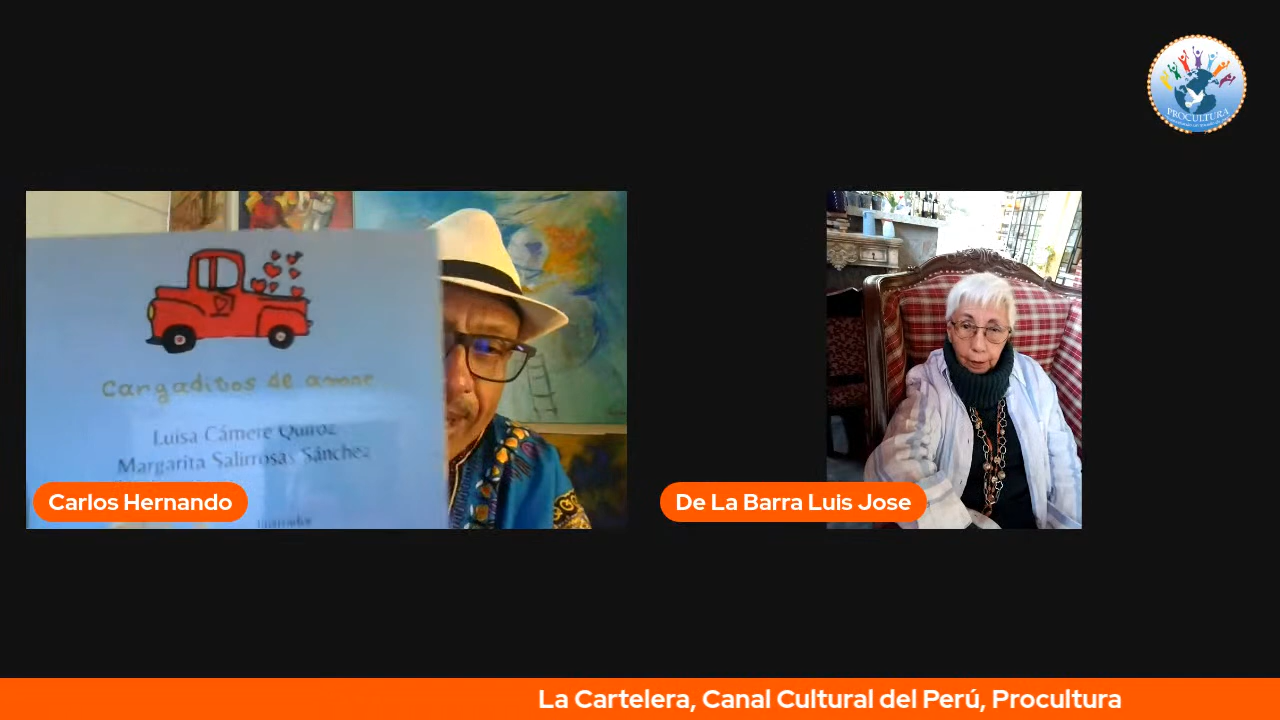 PROCULTURA
Cargaditos de amor
Luisa Cámere Quiroz
Margarita Salirrosas Sánchez
Carlos Hernando
De La Barra Luis Jose
La Cartelera, Canal Cultural del Perú, Procultura